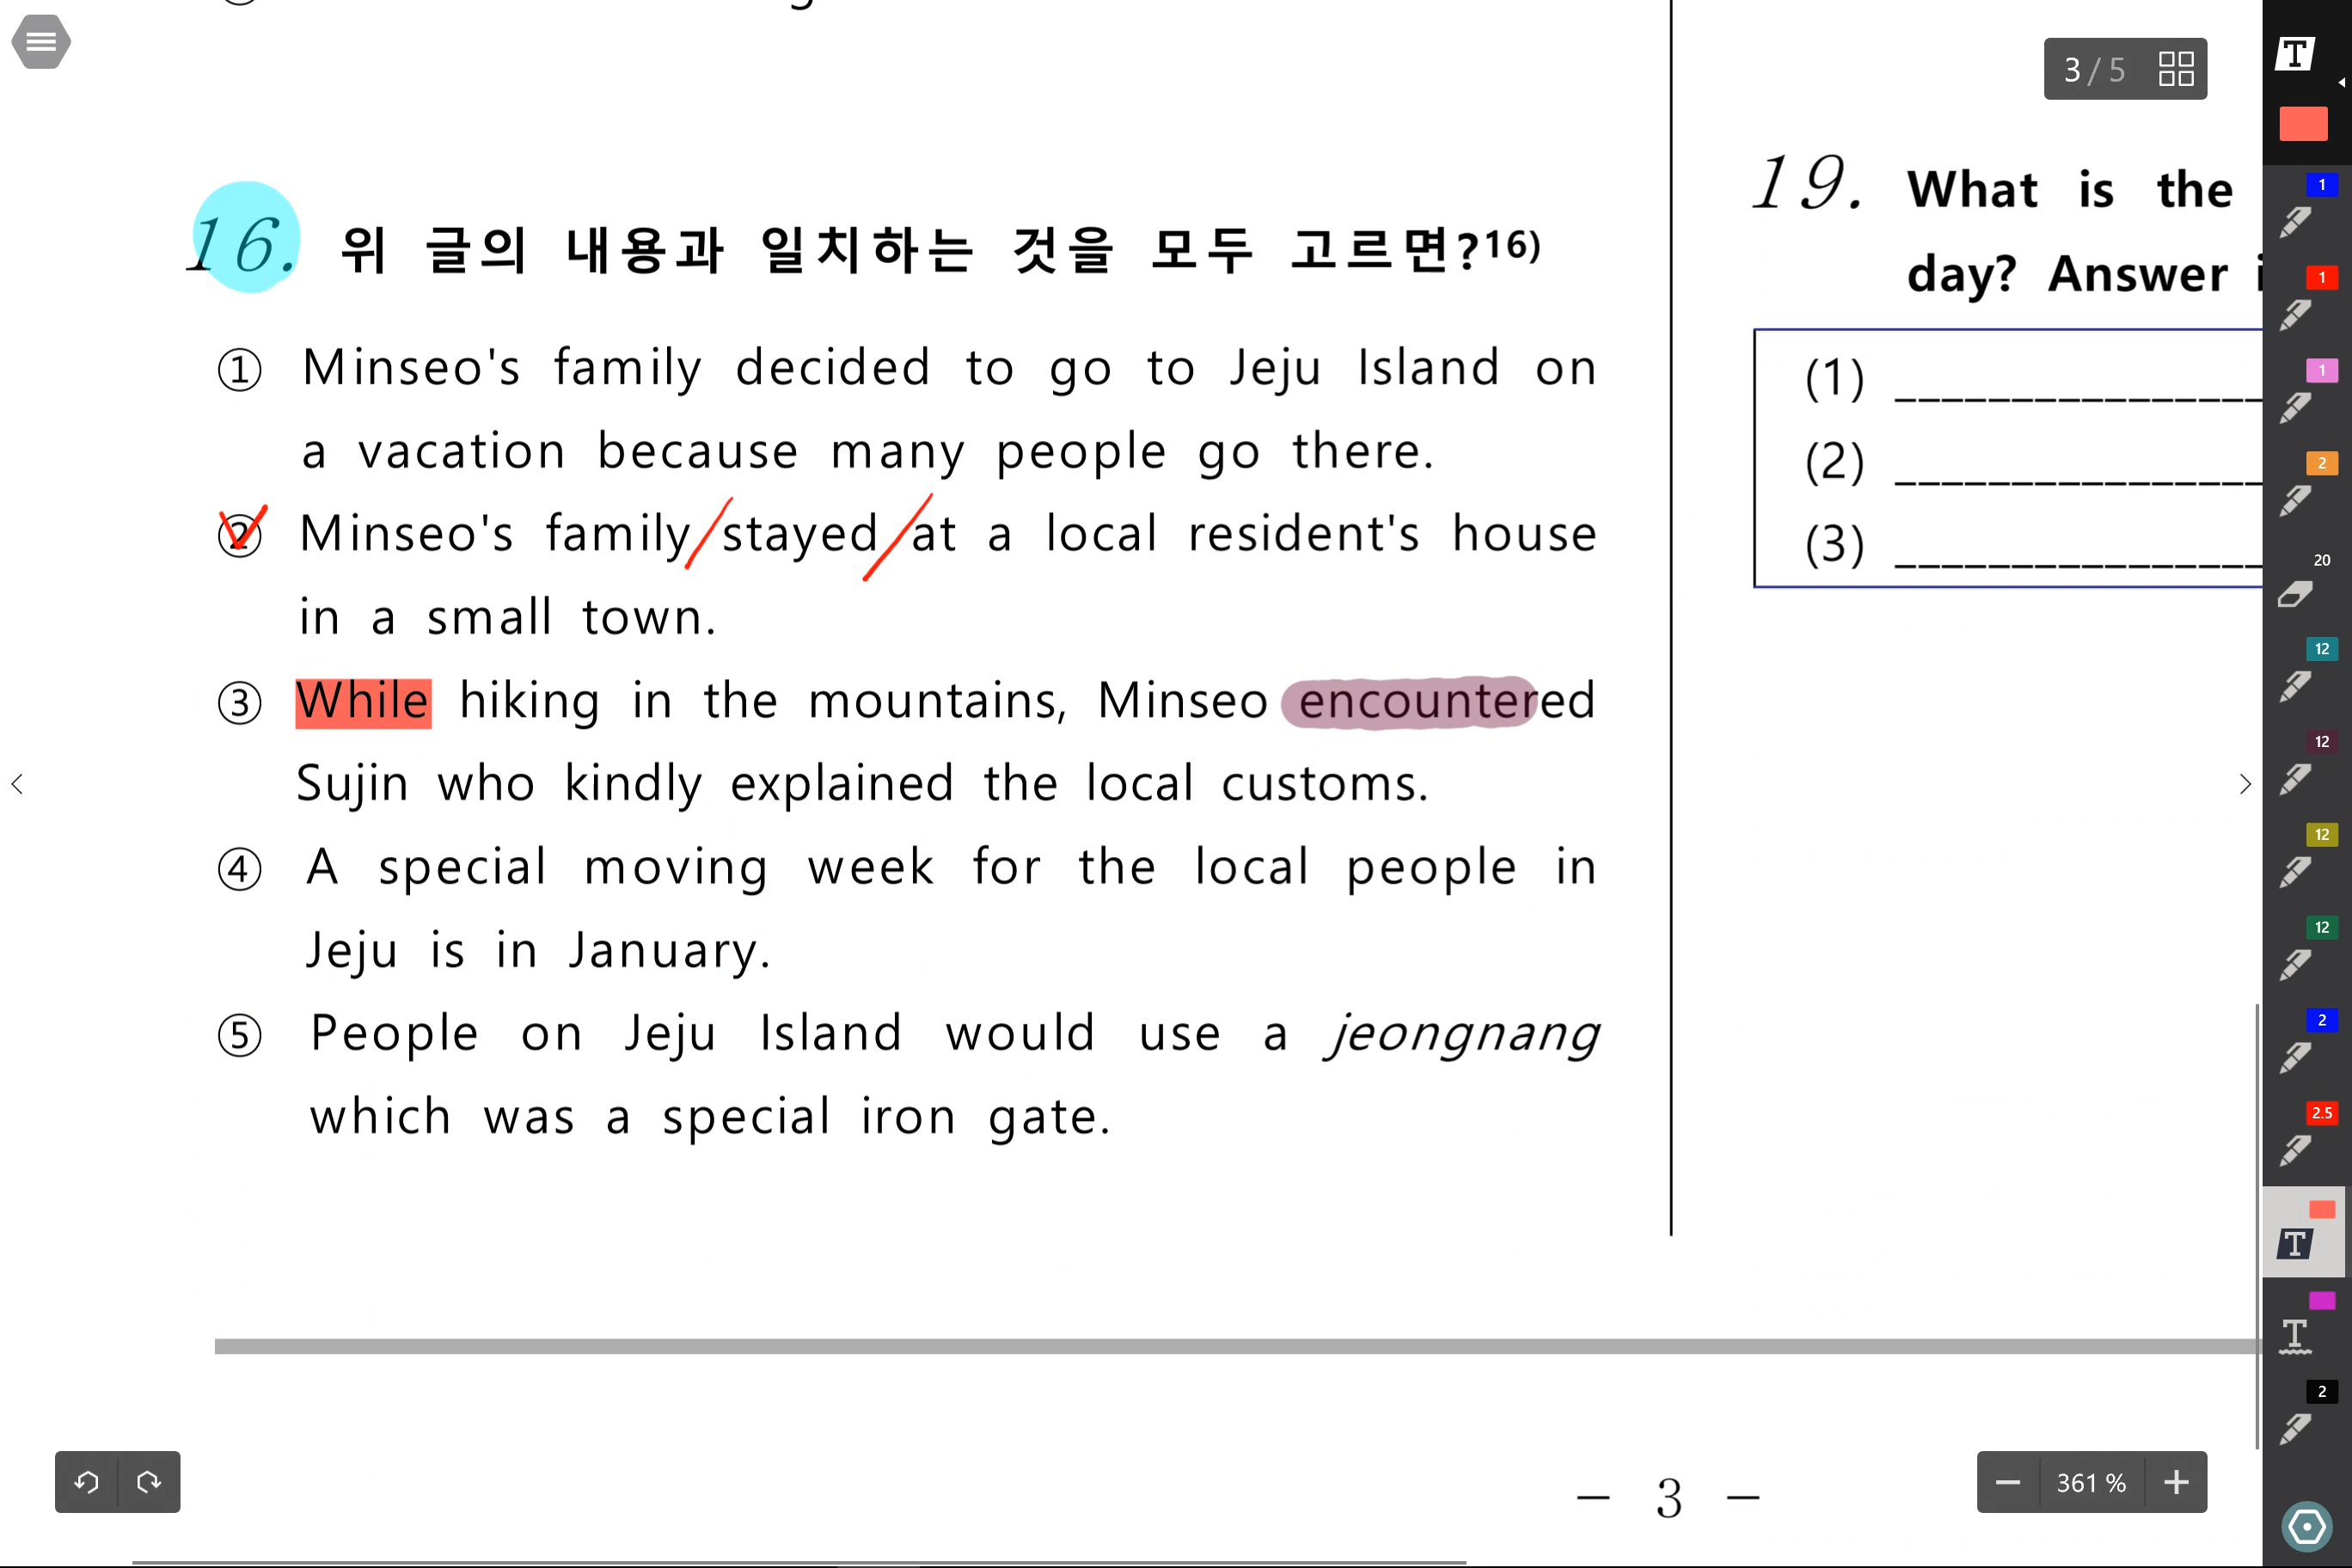 3 / 5
16. 위 글의 내용과 일치하는 것을 모두 고르면?16)
① Minseo's family decided to go to Jeju Island on
a vacation because many people go there.
② Minseo's family stayed at a local resident's house
in a small town.
③ While hiking in the mountains, Minseo encountered
Sujin who kindly explained the local customs.
④ A special moving week for the local people in
Jeju is in January.
⑤ People on Jeju Island would use a jeongnang
which was a special iron gate.
19. What is the
day? Answer
(1)
(2)
(3)
- 3 -
361 %
T
1
1
1
2
20
12
12
12
12
2
2.5
T
T
2